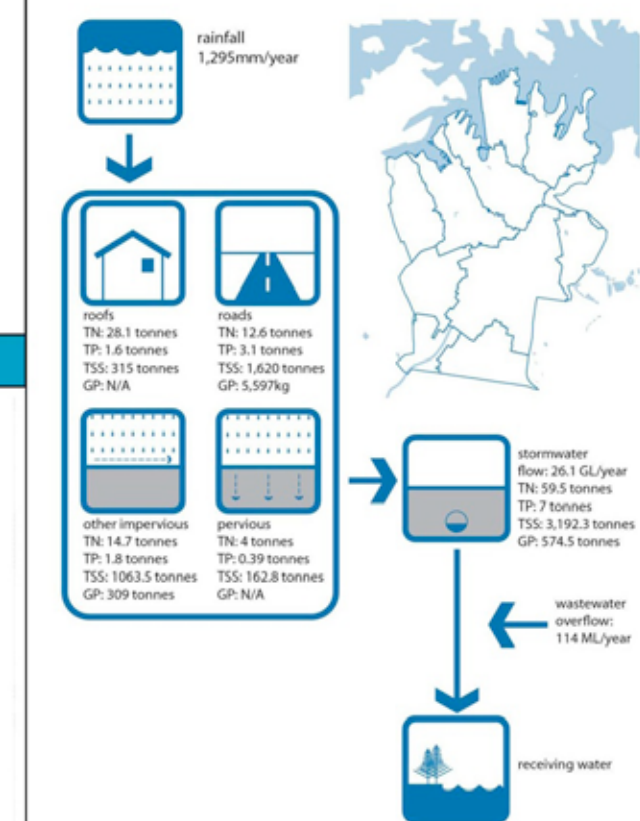 rainfall
1,295mm/year
roofs
TN: 28.1 tonnes
TP: 1.6 tonnes
TSS: 315 tonnes
GP: N/A
roads
TN: 12.6 tonnes
TP: 3.1 tonnes
TSS: 1,620 tonnes
GP: 5,597kg
other impervious
TN: 14.7 tonnes
TP: 1.8 tonnes
TSS: 1063.5 tonnes
GP: 309 tonnes
pervious
TN: 4 tonnes
TP: 0.39 tonnes
TSS: 162.8 tonnes
GP: N/A
stormwater
flow: 26.1 GL/year
TN: 59.5 tonnes
TP: 7 tonnes
TSS: 3,192.3 tonnes
GP: 574.5 tonnes
wastewater
overflow:
114 ML/year
receiving water